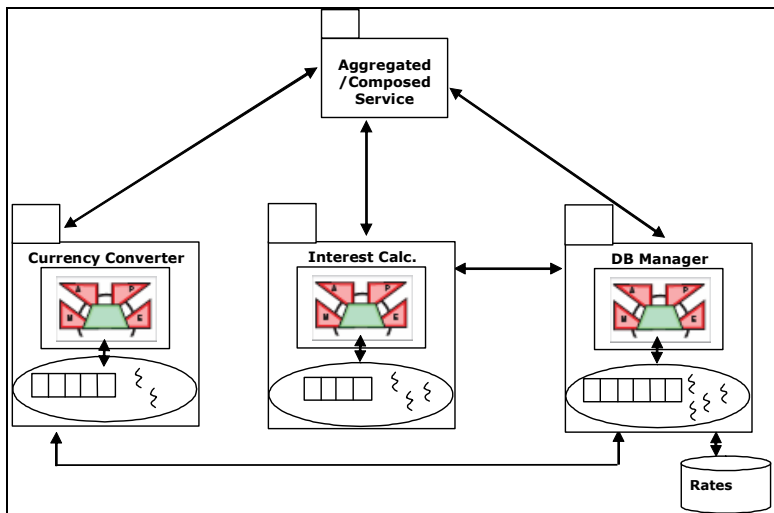 Aggregated
/Composed
Service
Currency Converter
Interest Calc.
DB Manager
A P
M E
A P
M E
A P
M E
Rates